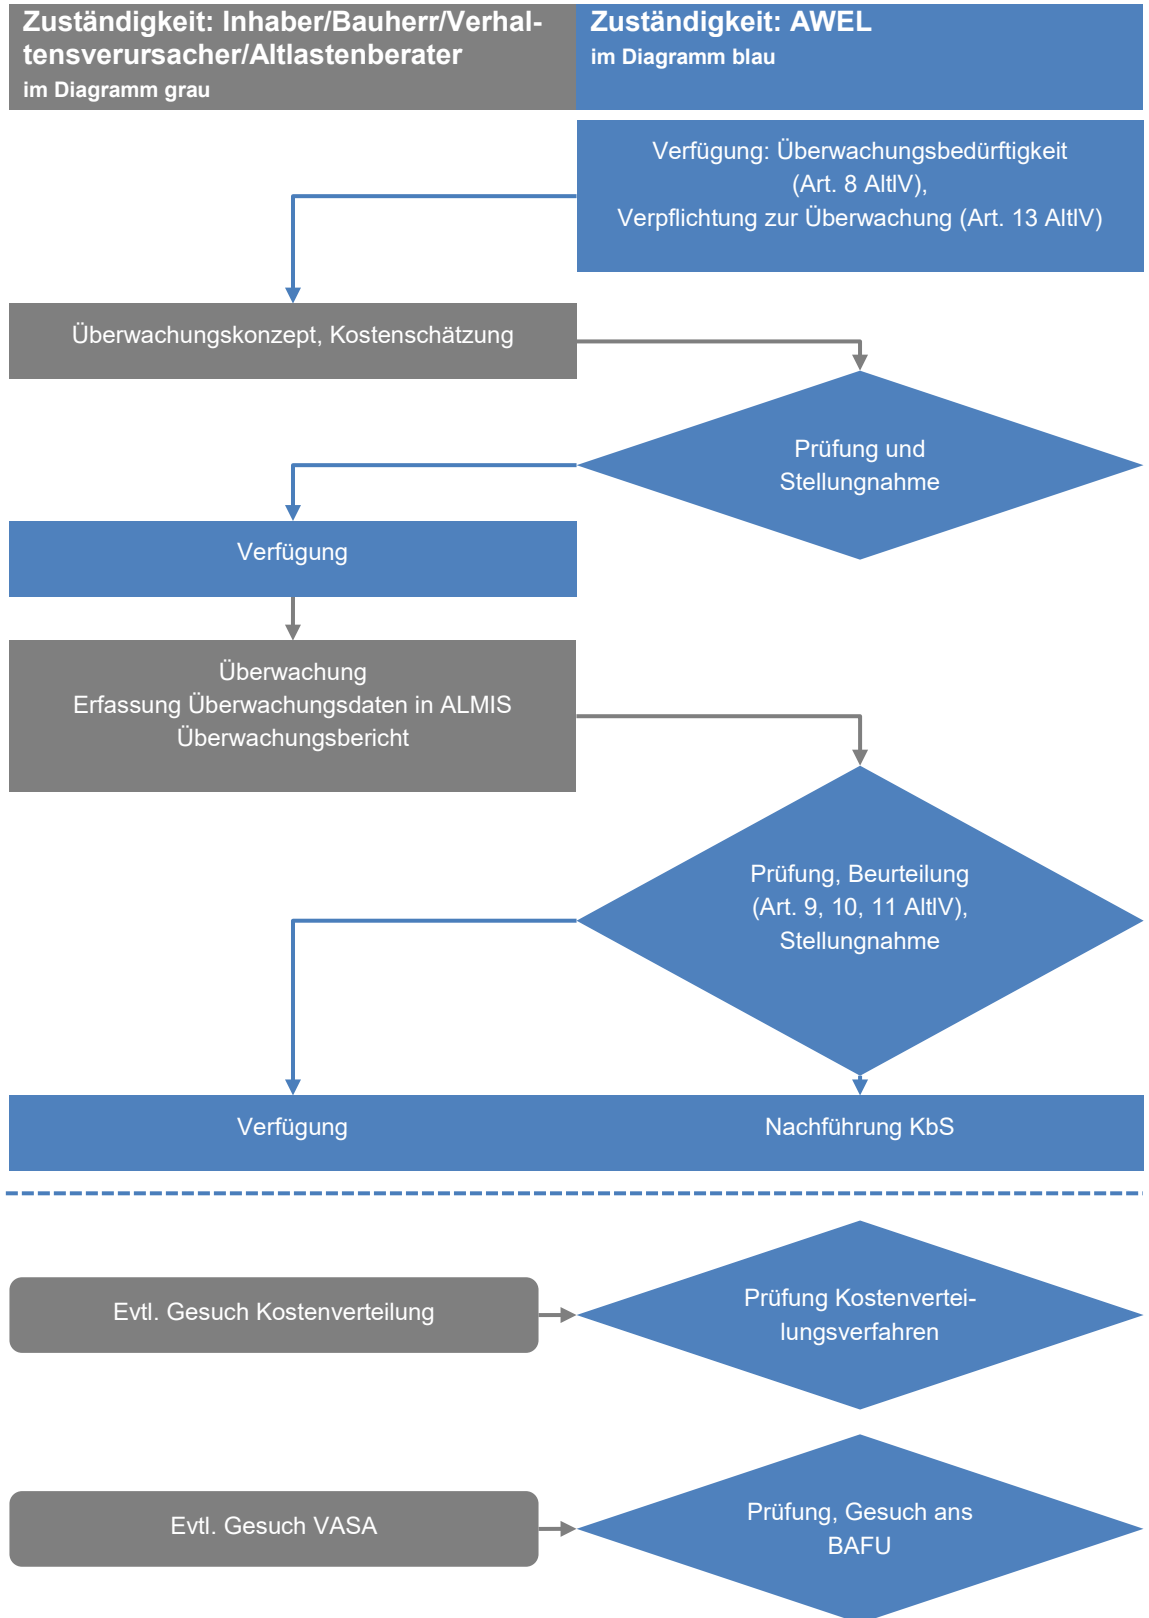 Zuständigkeit: Inhaber/Bauherr/Verhal-
tensverursacher/Altlastenberater
im Diagramm grau
Zuständigkeit: AWEL
im Diagramm blau
Verfügung: Überwachungsbedürftigkeit
(Art. 8 AltlV),
Verpflichtung zur Überwachung (Art. 13 AltlV)
Überwachungskonzept, Kostenschätzung
Prüfung und
Stellungnahme
Verfügung
Überwachung
Erfassung Überwachungsdaten in ALMIS
Überwachungsbericht
Prüfung, Beurteilung
(Art. 9, 10, 11 AltlV),
Stellungnahme
Verfügung
Nachführung KbS
Evtl. Gesuch Kostenverteilung
Prüfung Kostenvertei-
lungsverfahren
Evtl. Gesuch VASA
Prüfung, Gesuch ans
BAFU